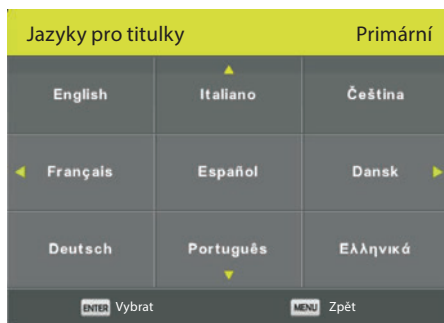 Jazyky pro titulky Primární
English Italiano Čeština
Français Español Dansk
Deutsch Português Ελληνικά
ENTER Vybrat MENU Zpět